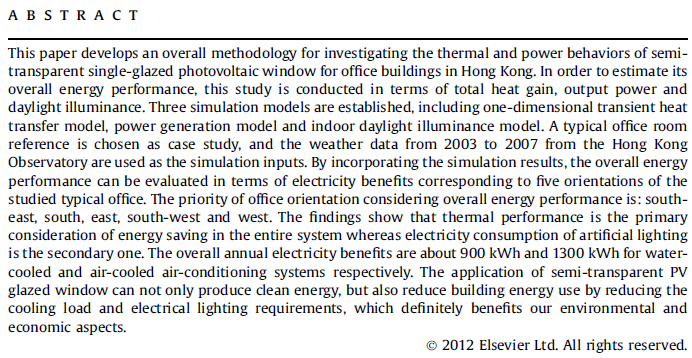 A B S T R A C T
This paper develops an overall methodology for investigating the thermal and power behaviors of semi-
transparent single-glazed photovoltaic window for office buildings in Hong Kong. In order to estimate its
overall energy performance, this study is conducted in terms of total heat gain, output power and
daylight illuminance. Three simulation models are established, including one-dimensional transient heat
transfer model, power generation model and indoor daylight illuminance model. A typical office room
reference is chosen as case study, and the weather data from 2003 to 2007 from the Hong Kong
Observatory are used as the simulation inputs. By incorporating the simulation results, the overall energy
performance can be evaluated in terms of electricity benefits corresponding to five orientations of the
studied typical office. The priority of office orientation considering overall energy performance is: south-
east, south, east, south-west and west. The findings show that thermal performance is the primary
consideration of energy saving in the entire system whereas electricity consumption of artificial lighting
is the secondary one. The overall annual electricity benefits are about 900 kWh and 1300 kWh for water-
cooled and air-cooled air-conditioning systems respectively. The application of semi-transparent PV
glazed window can not only produce clean energy, but also reduce building energy use by reducing the
cooling load and electrical lighting requirements, which definitely benefits our environmental and
economic aspects.
© 2012 Elsevier Ltd. All rights reserved.